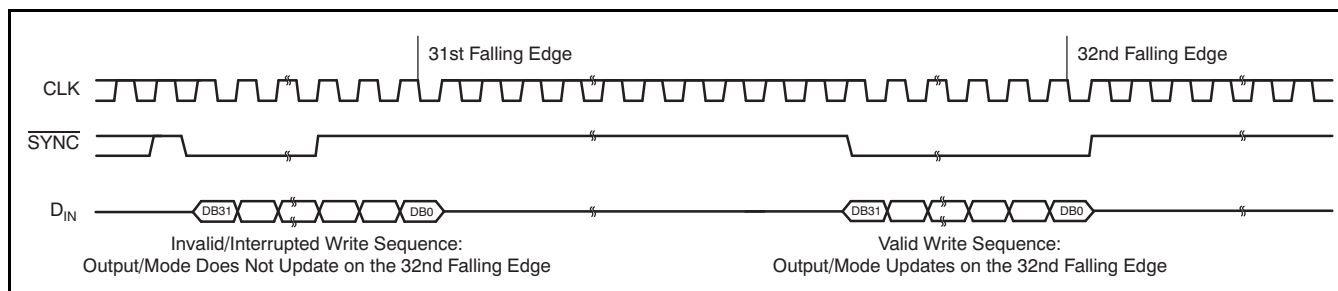 31st Falling Edge
32nd Falling Edge
CLK
SYNC
DIN
DB31
DB0
DB31
DB0
Invalid/Interrupted Write Sequence:
Output/Mode Does Not Update on the 32nd Falling Edge
Valid Write Sequence:
Output/Mode Updates on the 32nd Falling Edge